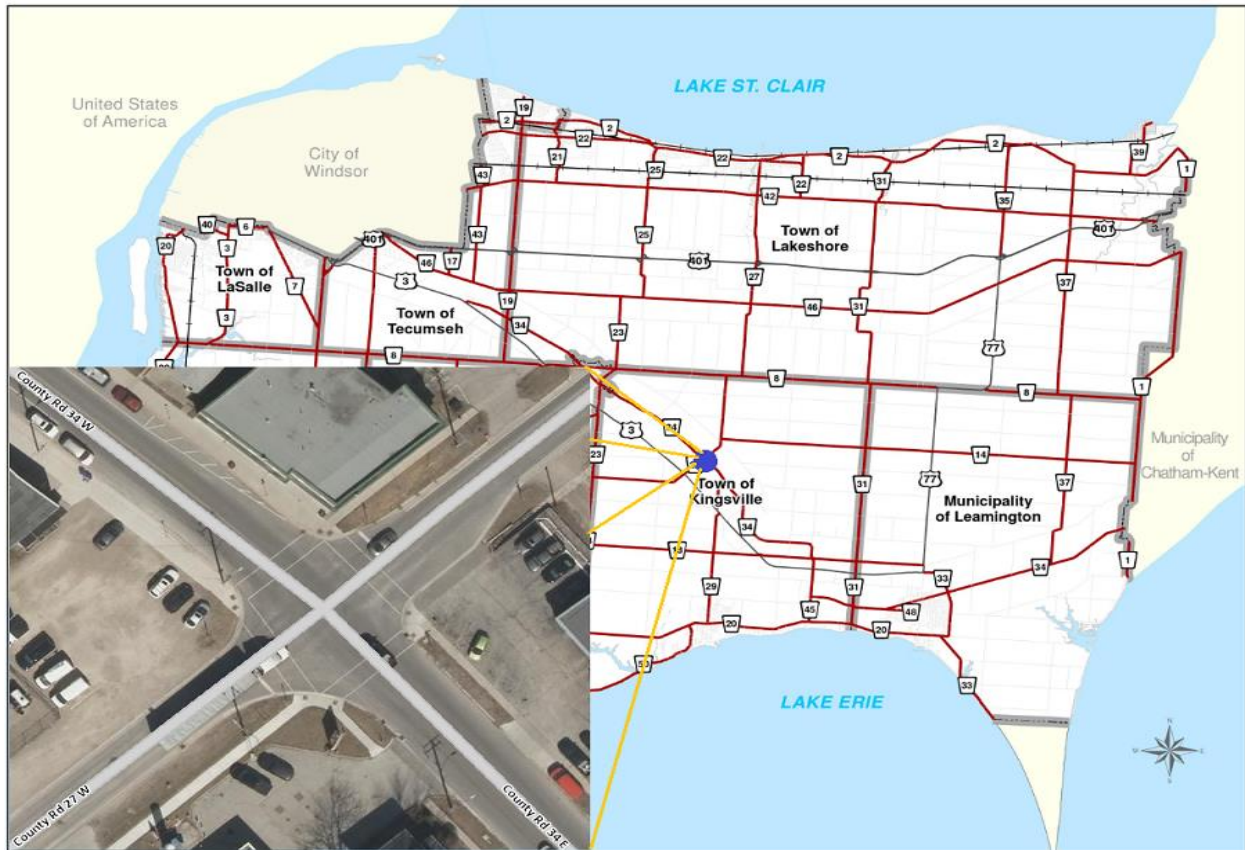 LAKE ST. CLAIR
United States
of America
City of
Windsor
19
2
2
22
21
25
22
2
22
31
2
39
1
43
42
35
40
6
20
3
401
43
25
Town of
Lakeshore
401
401
46
17
3
27
37
Town of
LaSalle
7
Town of
Tecumseh
19
34
46
31
3
23
77
8
8
8
1
County Rd 34 W
34
3
23
14
Town of
Kingsville
31
77
37
Municipality
of Leamington
Municipality
of
Chatham-Kent
34
18
34
1
29
31
33
45
48
20
20
50
33
LAKE ERIE
County Rd 27 W
County Rd 34 E
N
E
S
W